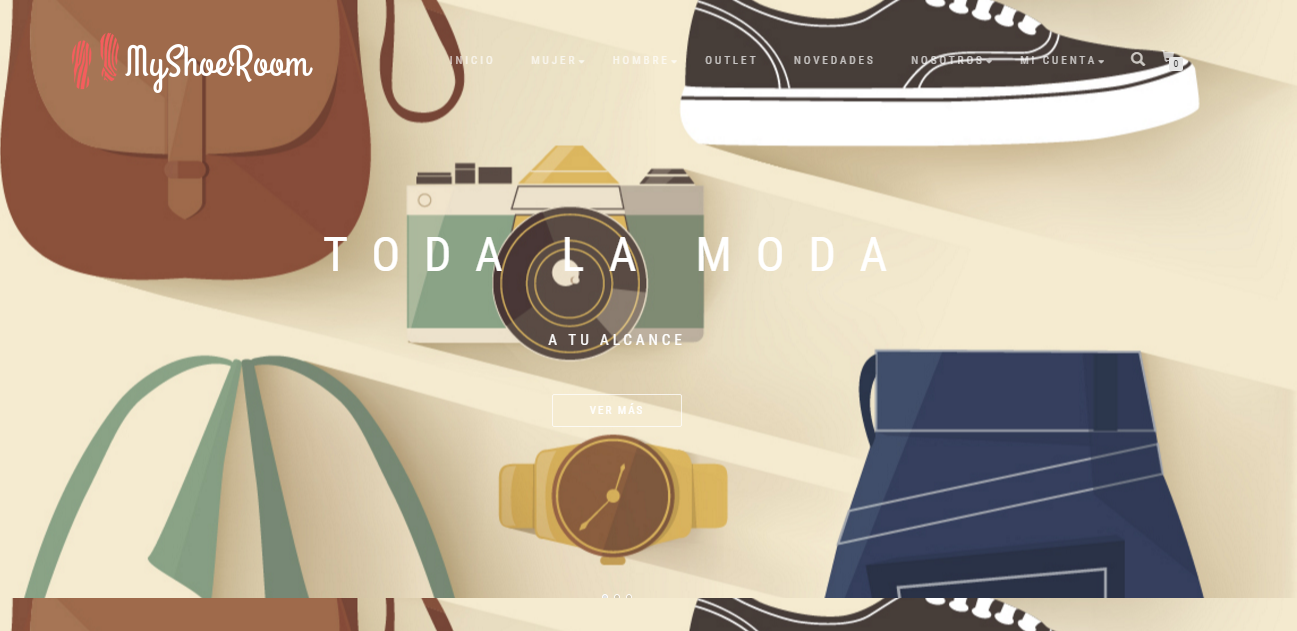 MyShoeRoom
INICIO MUJER HOMBRE OUTLET NOVEDADES NOSOTROS MI CUENTA 0
TODA LA MODA
A TU ALCANCE
VER MÁS